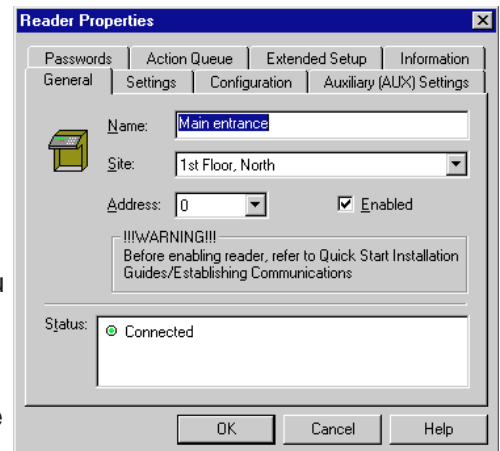 Reader Properties
Passwords Action Queue Extended Setup Information
General Settings Configuration Auxiliary (AUX) Settings
Name: Main entrance
Site: 1st Floor, North
Address: 0 Enabled
!!!WARNING!!!
Before enabling reader, refer to Quick Start Installation
Guides/Establishing Communications
Status: Connected
OK Cancel Help